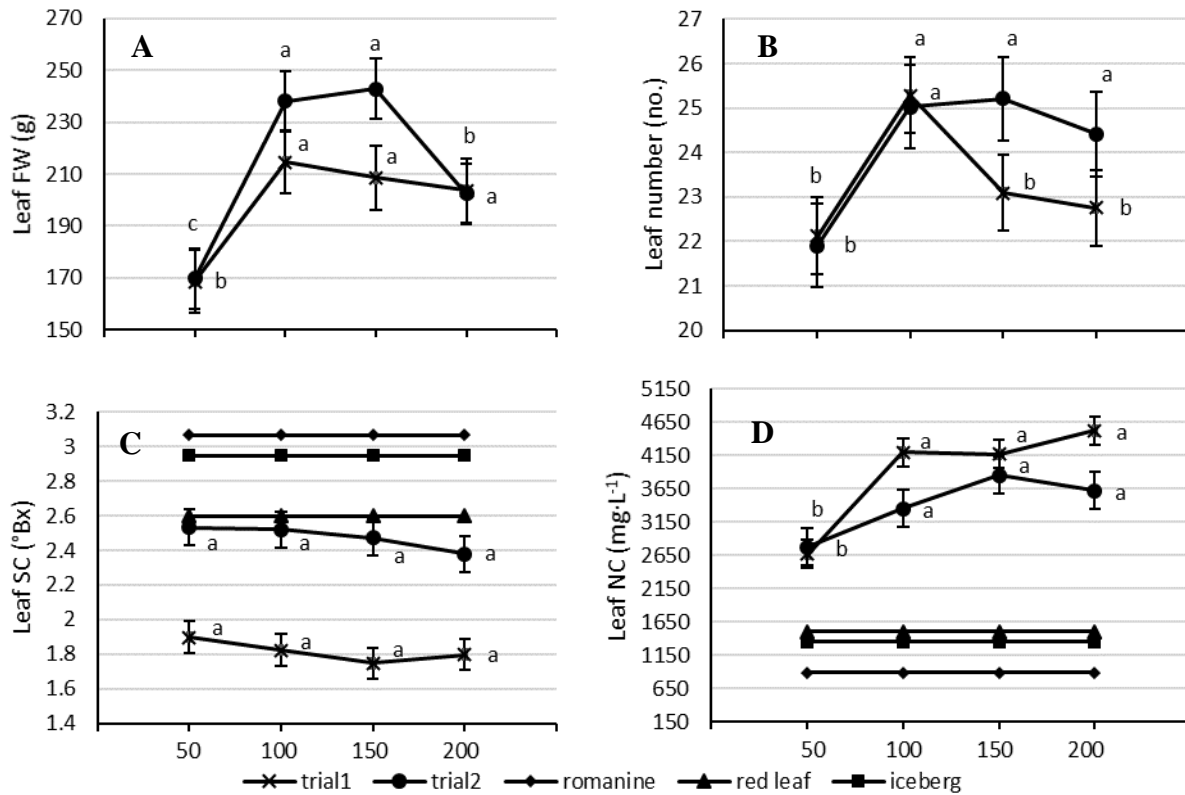 A
Leaf FW (g)
270
250
230
210
190
170
150
c
b
a
a
a
a
b
a
B
Leaf number (no.)
27
26
25
24
23
22
21
20
b
b
a
a
a
b
a
b
C
Leaf SC (°Bx)
3.2
3
2.8
2.6
2.4
2.2
2
1.8
1.6
1.4
a
a
a
a
a
a
a
a
50
100
150
200
D
Leaf NC (mg·L⁻¹)
5150
4650
4150
3650
3150
2650
2150
1650
1150
650
150
b
b
a
a
a
a
a
a
50
100
150
200
trial1 trial2 romanine red leaf iceberg